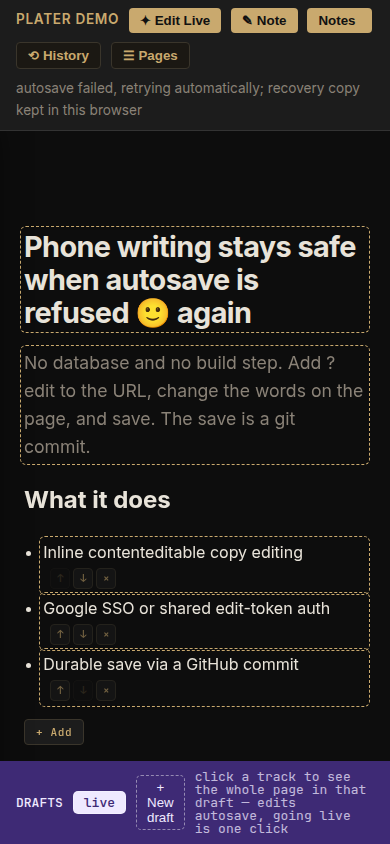 PLATER DEMO ✦ Edit Live ✎ Note Notes
⟲ History ☰ Pages
autosave failed, retrying automatically; recovery copy
kept in this browser
Phone writing stays safe
when autosave is
refused 🙂 again
No database and no build step. Add ?
edit to the URL, change the words on the
page, and save. The save is a git
commit.
What it does
• Inline contenteditable copy editing
↑ ↓ ×
• Google SSO or shared edit-token auth
↑ ↓ ×
• Durable save via a GitHub commit
↑ ↓ ×
+ Add
DRAFTS live
+
New
draft
click a track to see
the whole page in that
draft — edits
autosave, going live
is one click